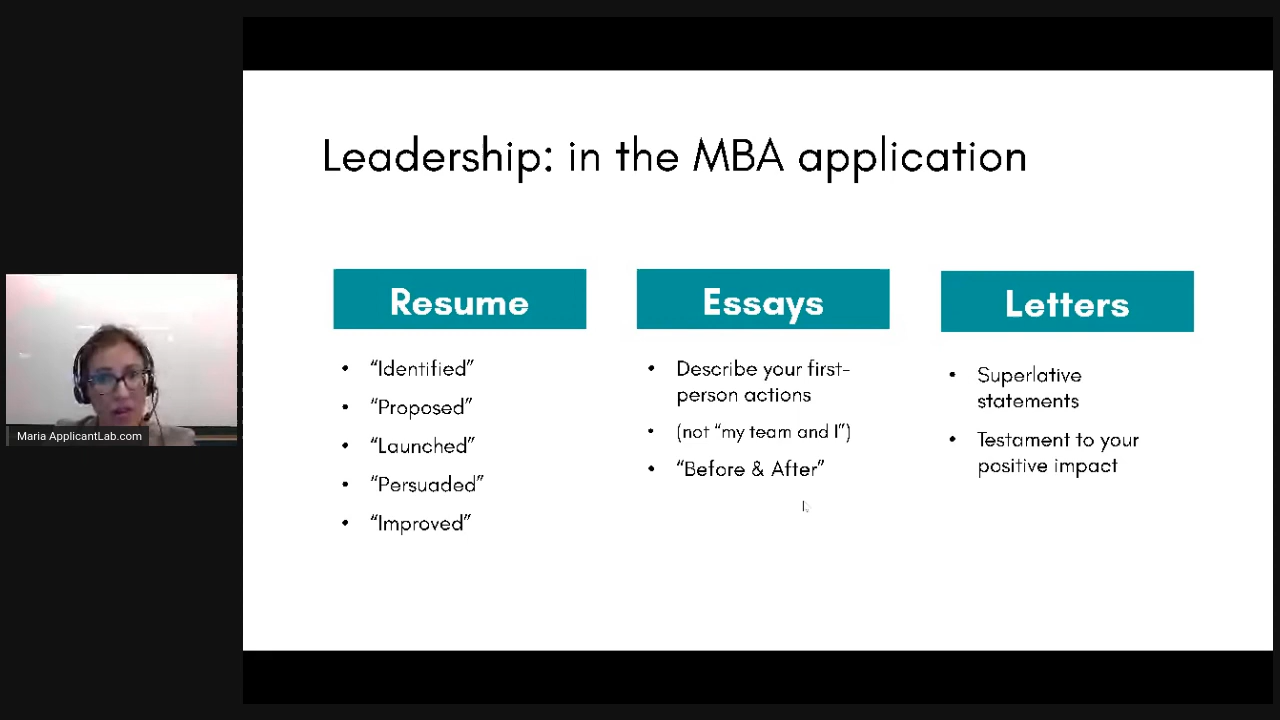 Leadership: in the MBA application
Resume
• “Identified”
• “Proposed”
• “Launched”
• “Persuaded”
• “Improved”
Essays
• Describe your first-
person actions
• (not “my team and I”)
• “Before & After”
Letters
• Superlative
statements
• Testament to your
positive impact
Maria ApplicantLab.com